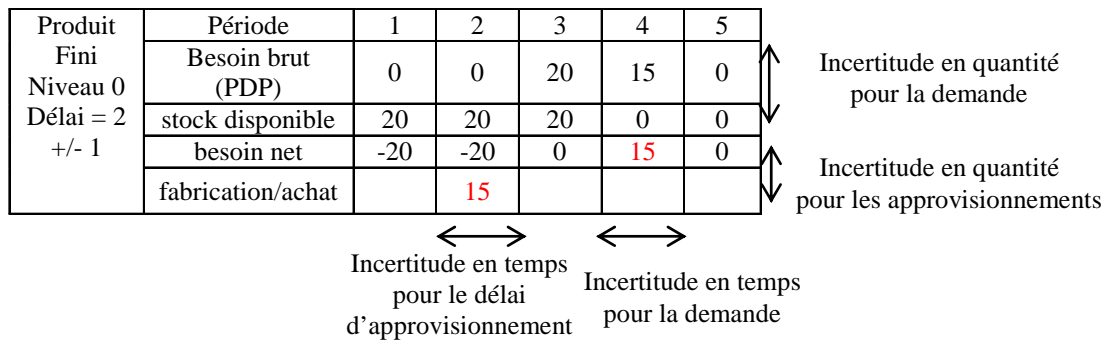 Produit Fini Niveau 0 Délai = 2 +/- 1
Période 1 2 3 4 5
Besoin brut (PDP) 0 0 20 15 0
stock disponible 20 20 20 0 0
besoin net -20 -20 0 15 0
fabrication/achat 15
Incertitude en quantité
pour la demande
Incertitude en quantité
pour les approvisionnements
Incertitude en temps
pour le délai
d'approvisionnement
Incertitude en temps
pour la demande